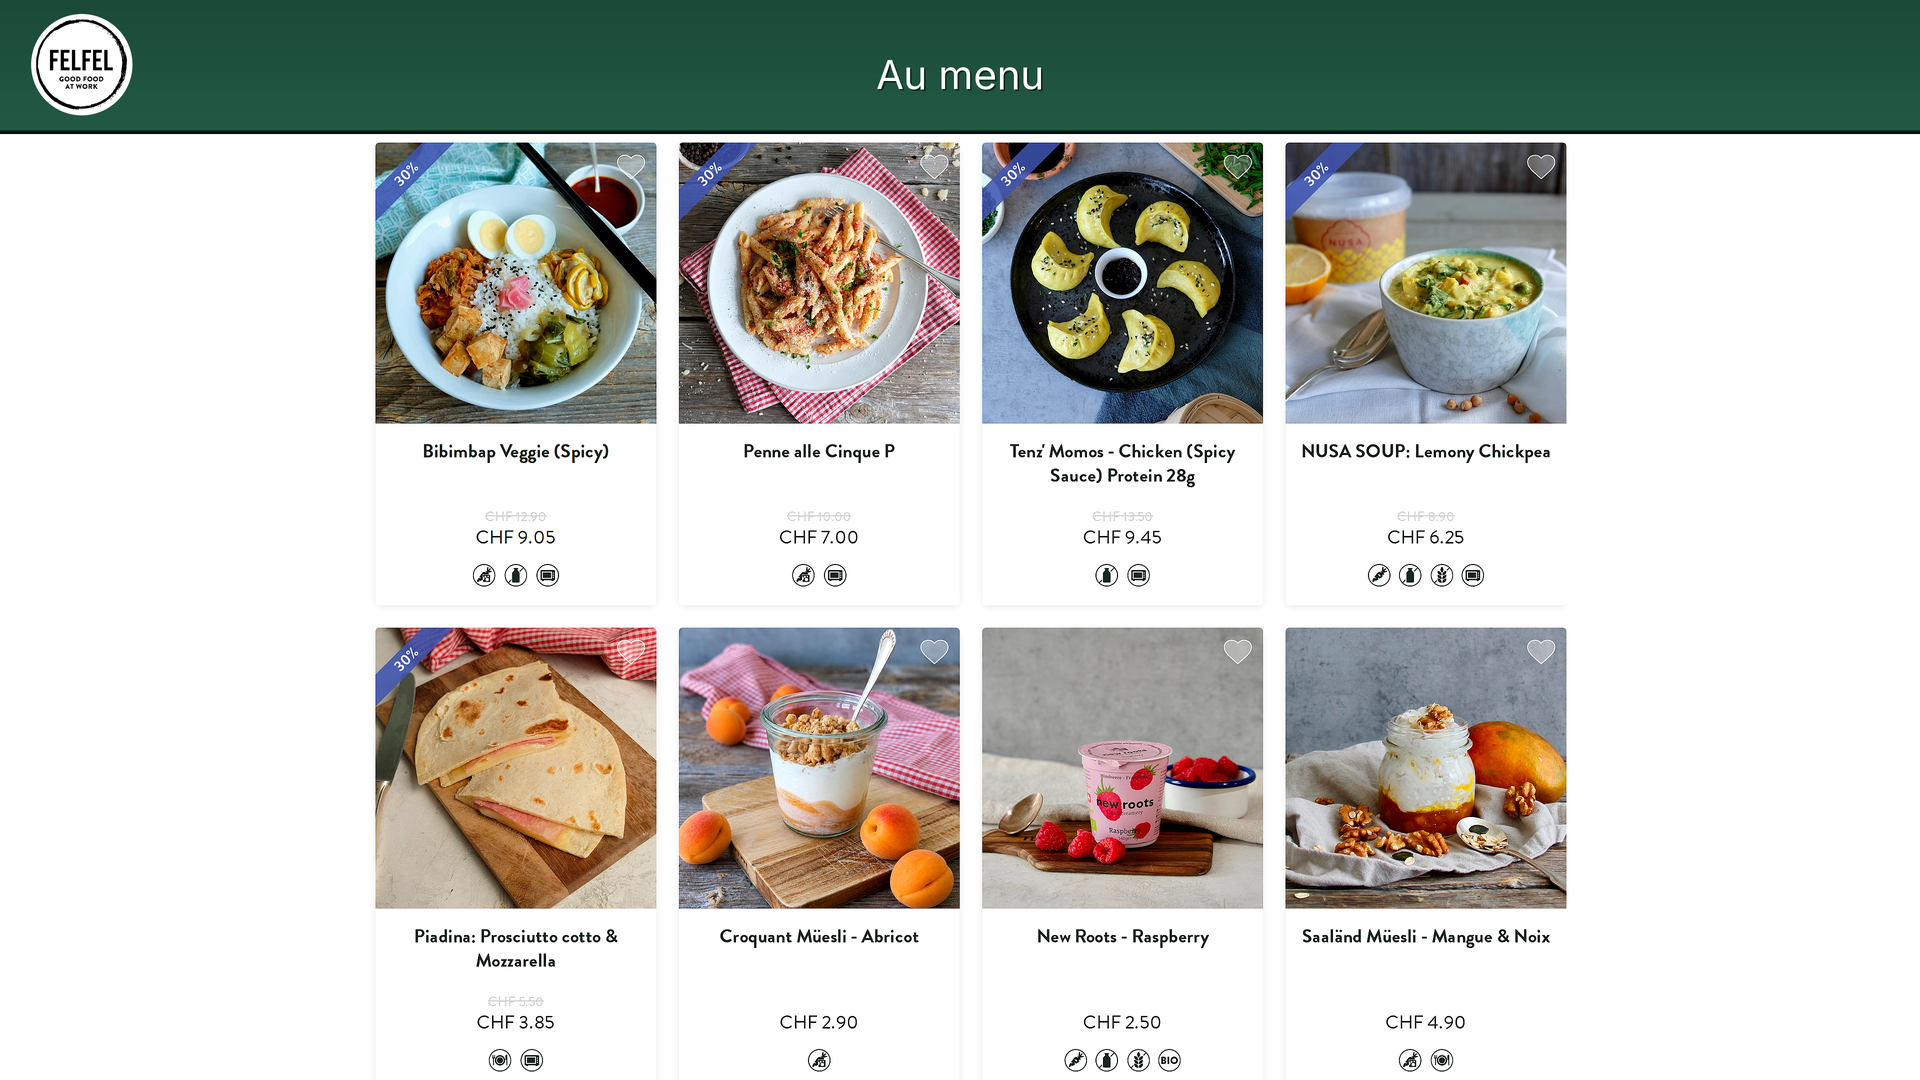 FELFEL
GOOD FOOD
AT WORK
Au menu
30%
30%
30%
30%
NUSA
Bibimbap Veggie (Spicy)
CHF 12.90
CHF 9.05
Penne alle Cinque P
CHF 10.00
CHF 7.00
Tenz' Momos - Chicken (Spicy
Sauce) Protein 28g
CHF 13.50
CHF 9.45
NUSA SOUP: Lemony Chickpea
CHF 8.90
CHF 6.25
30%
new roots
Raspberry
Piadina: Prosciutto cotto &
Mozzarella
CHF 5.50
CHF 3.85
Croquant Müesli - Abricot
CHF 2.90
New Roots - Raspberry
CHF 2.50
BIO
Saaländ Müesli - Mangue & Noix
CHF 4.90